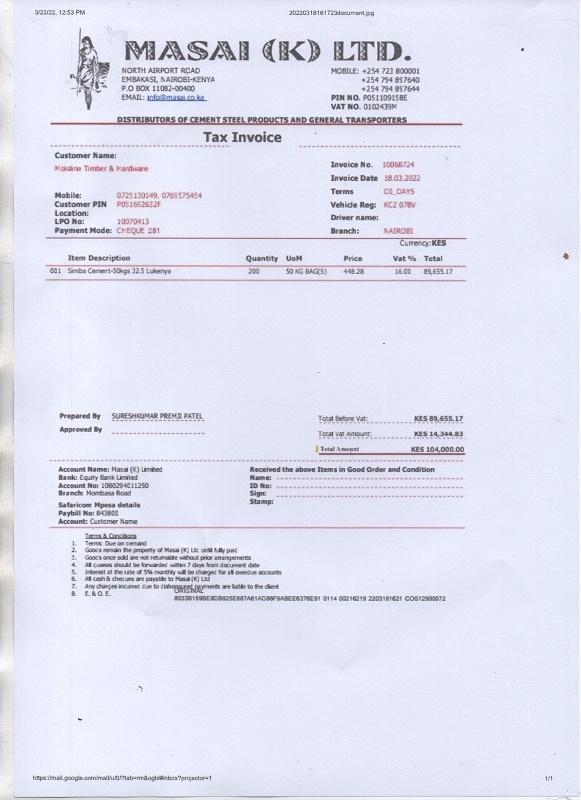 3/22/22, 12:53 PM 20220318161723document.jpg
MASAI (K) LTD.
NORTH AIRPORT ROAD
EMBAKASI, NAIROBI-KENYA
P.O BOX 11082-00400
EMAIL: info@masai.co.ke
MOBILE: +254 723 800001
+254 794 897640
+254 794 897644
PIN NO. P051109158E
VAT NO. 0102439M
DISTRIBUTORS OF CEMENT STEEL PRODUCTS AND GENERAL TRANSPORTERS
Tax Invoice
Customer Name:
Mololine Timber & Hardware
Mobile: 0725130149, 0769575454
Customer PIN P051662632F
Location:
LPO No: 10070413
Payment Mode: CHEQUE 281
Invoice No. 10068724
Invoice Date 18.03.2022
Terms C0_DAYS
Vehicle Reg: KCZ 078V
Driver name:
Branch: NAIROBI
Currency:KES
Item Description Quantity UoM Price Vat % Total
001 Simba Cement-50kgs 32.5 Lukenya 200 50 KG BAG(S) 448.28 16.00 89,655.17
Prepared By SURESHKUMAR PREMJI PATEL
Approved By
Total Before Vat: KES 89,655.17
Total Vat Amount: KES 14,344.83
Total Amount KES 104,000.00
Account Name: Masai (K) Limited
Bank: Equity Bank Limited
Account No: 1080294011250
Branch: Mombasa Road
Safaricom Mpesa details
Paybill No: 843800
Account: Customer Name
Received the above Items in Good Order and Condition
Name:
ID No:
Sign:
Stamp:
Terms & Conditions
1. Terms: Due on demand
2. Goods remain the property of Masai (K) Ltd until fully paid
3. Goods once sold are not returnable without prior arrangements
4. All queries should be forwarded within 7 days from document date
5. Interest at the rate of 5% monthly will be charged for all overdue accounts
6. All cash & cheques are payable to Masai (K) Ltd
7. Any charges incurred due to dishonoured payments are liable to the client
8. E. & O. E.
ORIGINAL
8033B159BE8DB825E887A61AD86F9ABEE6376E91 0114 00216219 2203181621 COS12900072
https://mail.google.com/mail/u/0/?tab=rm&ogbl#inbox?projector=1 1/1